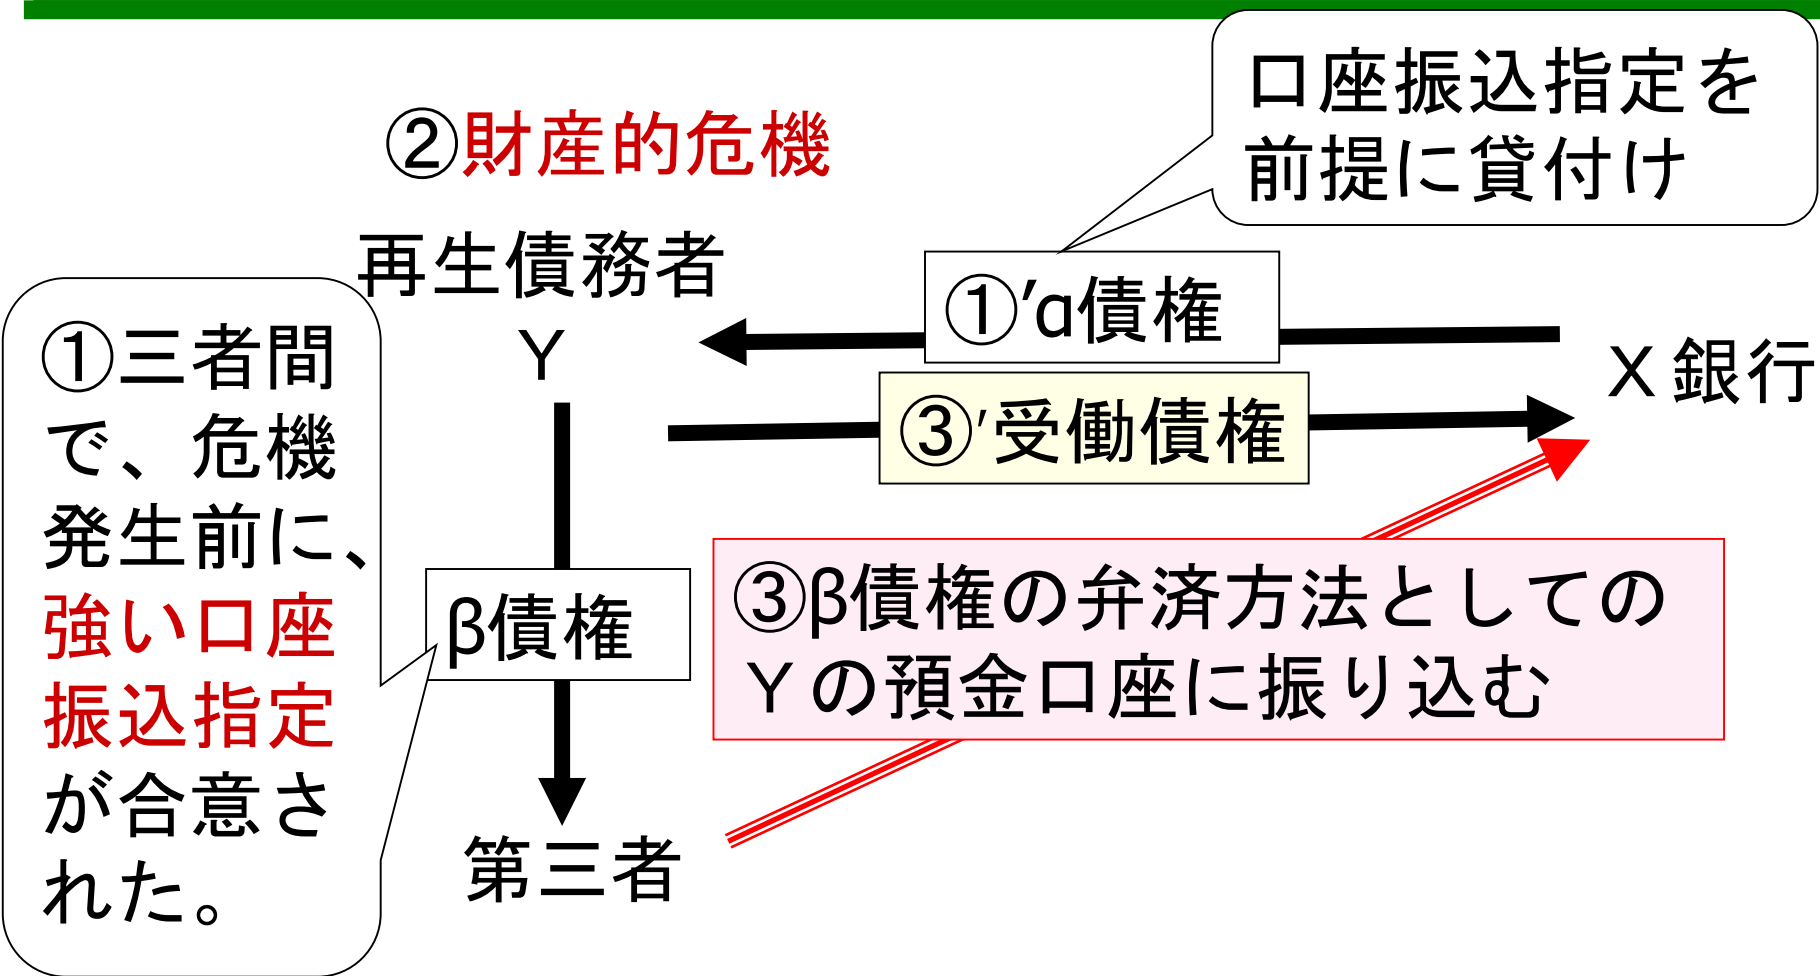 口座振込指定を
前提に貸付け
②財産的危機
再生債務者
Y
①’α債権
X銀行
③’受働債権
①三者間
で、危機
発生前に、
強い口座
振込指定
が合意さ
れた。
β債権
③β債権の弁済方法としての
Yの預金口座に振り込む
第三者